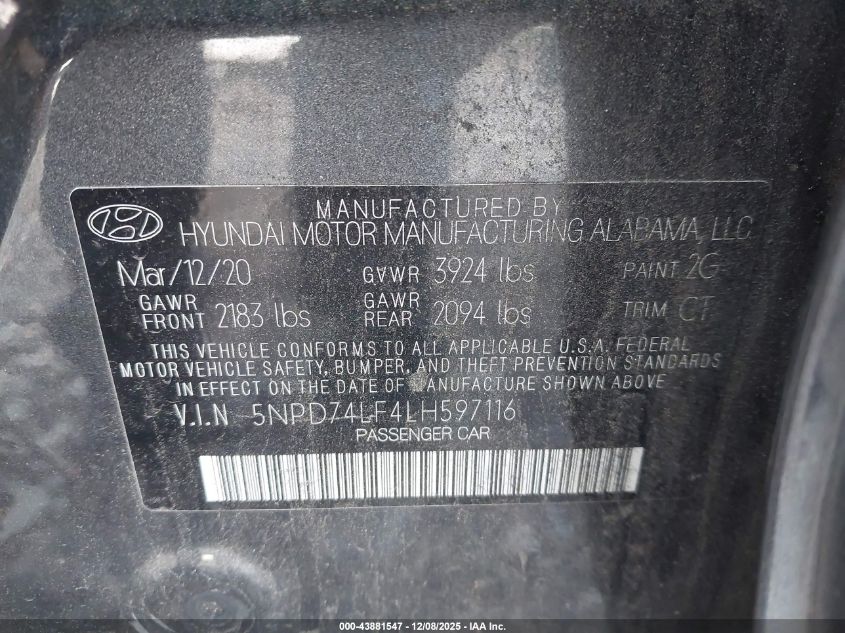 MANUFACTURED BY
HYUNDAI MOTOR MANUFACTURING ALABAMA, LLC
Mar/12/20 GVWR 3924 lbs PAINT 2G
GAWR FRONT 2183 lbs GAWR REAR 2094 lbs TRIM CT
THIS VEHICLE CONFORMS TO ALL APPLICABLE U.S.A. FEDERAL
MOTOR VEHICLE SAFETY, BUMPER, AND THEFT PREVENTION STANDARDS
IN EFFECT ON THE DATE OF MANUFACTURE SHOWN ABOVE.
V.I.N 5NPD74LF4LH597116
PASSENGER CAR
000-43881547 - 12/08/2025 - IAA Inc.